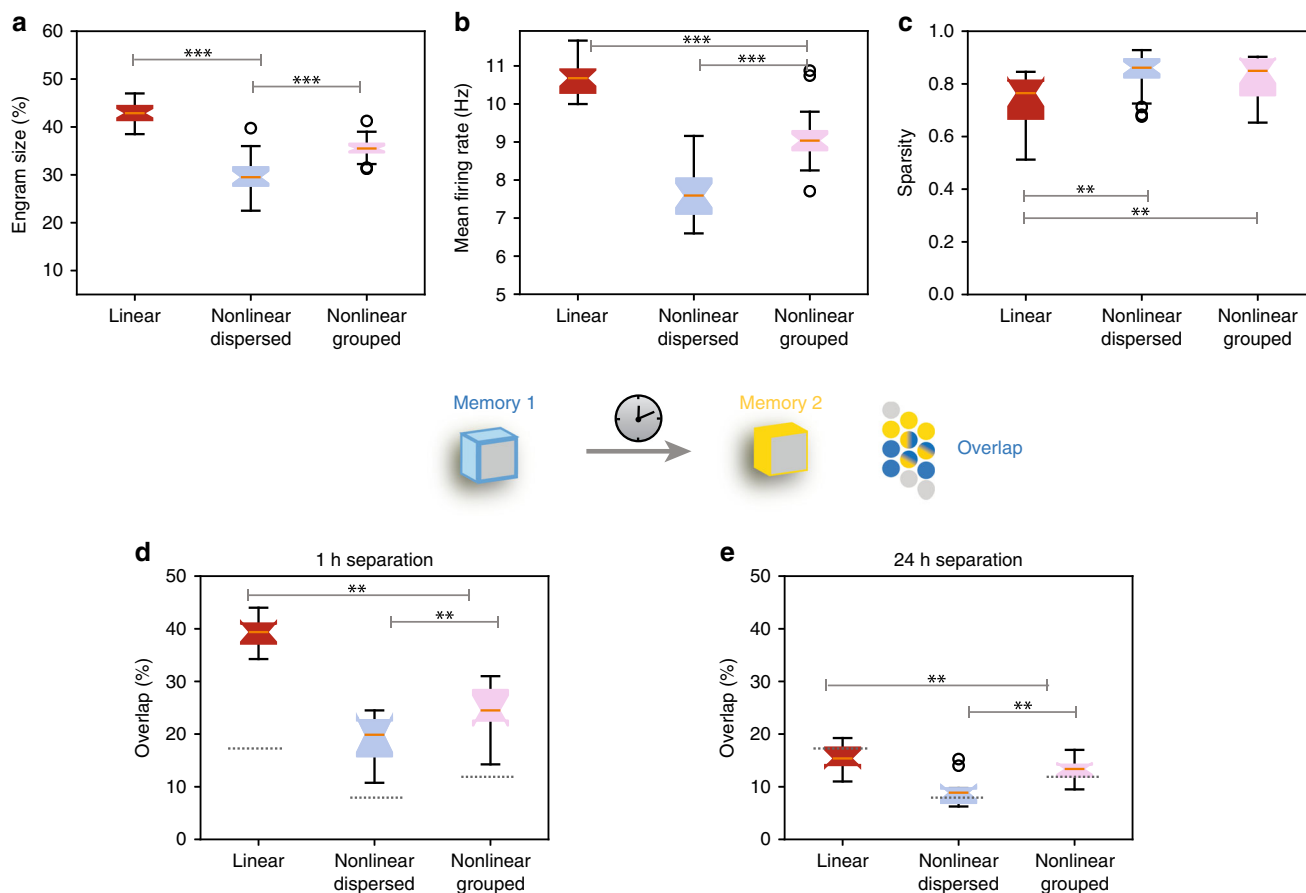 a
60
50
40
30
20
10
Engram size (%)
***
***
Linear
Nonlinear
dispersed
Nonlinear
grouped
b
11
10
9
8
7
6
5
Mean firing rate (Hz)
***
***
Linear
Nonlinear
dispersed
Nonlinear
grouped
c
1.0
0.8
0.6
0.4
0.2
0.0
Sparsity
**
**
Linear
Nonlinear
dispersed
Nonlinear
grouped
Memory 1
Memory 2
Overlap
d
1 h separation
50
40
30
20
10
0
Overlap (%)
**
**
Linear
Nonlinear
dispersed
Nonlinear
grouped
e
24 h separation
50
40
30
20
10
0
Overlap (%)
**
**
Linear
Nonlinear
dispersed
Nonlinear
grouped